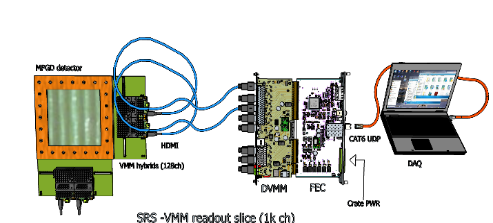 MPGD detector
HDMI
VMM hybrids (128ch)
CAT6 UDP
DAQ
DVMM
FEC
Crate PWR
SRS -VMM readout slice (1k ch)